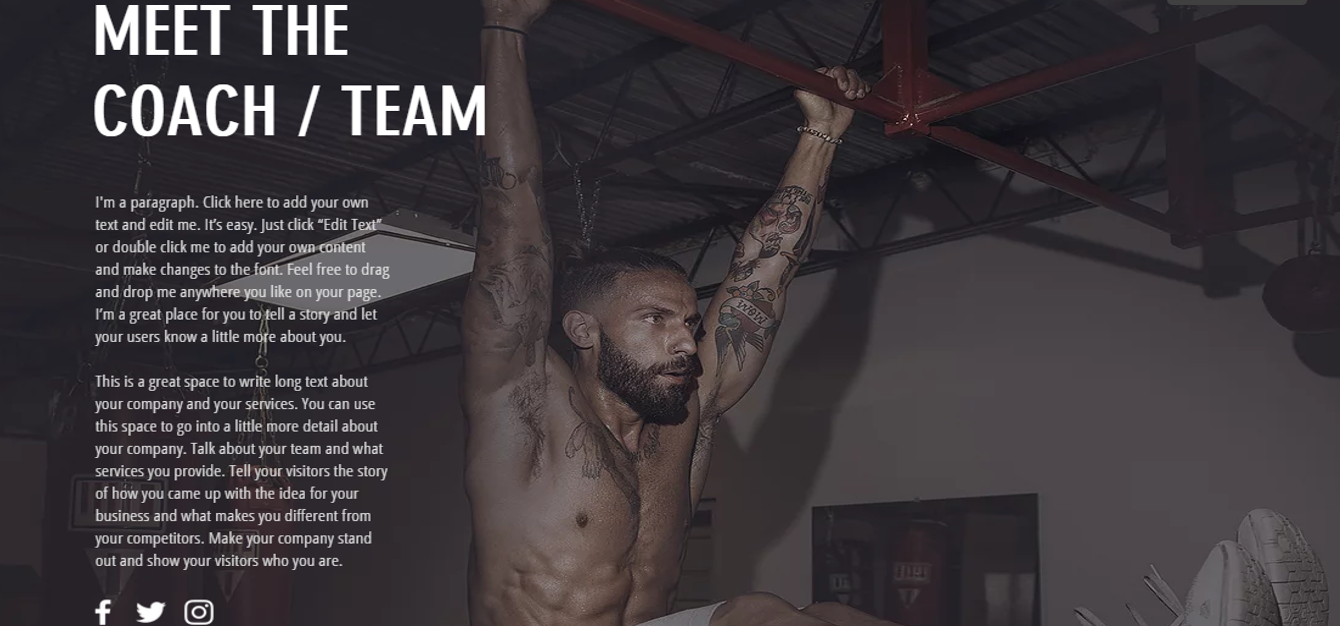 MEET THE
COACH / TEAM
I'm a paragraph. Click here to add your own
text and edit me. It's easy. Just click “Edit Text”
or double click me to add your own content
and make changes to the font. Feel free to drag
and drop me anywhere you like on your page.
I'm a great place for you to tell a story and let
your users know a little more about you.
This is a great space to write long text about
your company and your services. You can use
this space to go into a little more detail about
your company. Talk about your team and what
services you provide. Tell your visitors the story
of how you came up with the idea for your
business and what makes you different from
your competitors. Make your company stand
out and show your visitors who you are.
WOW